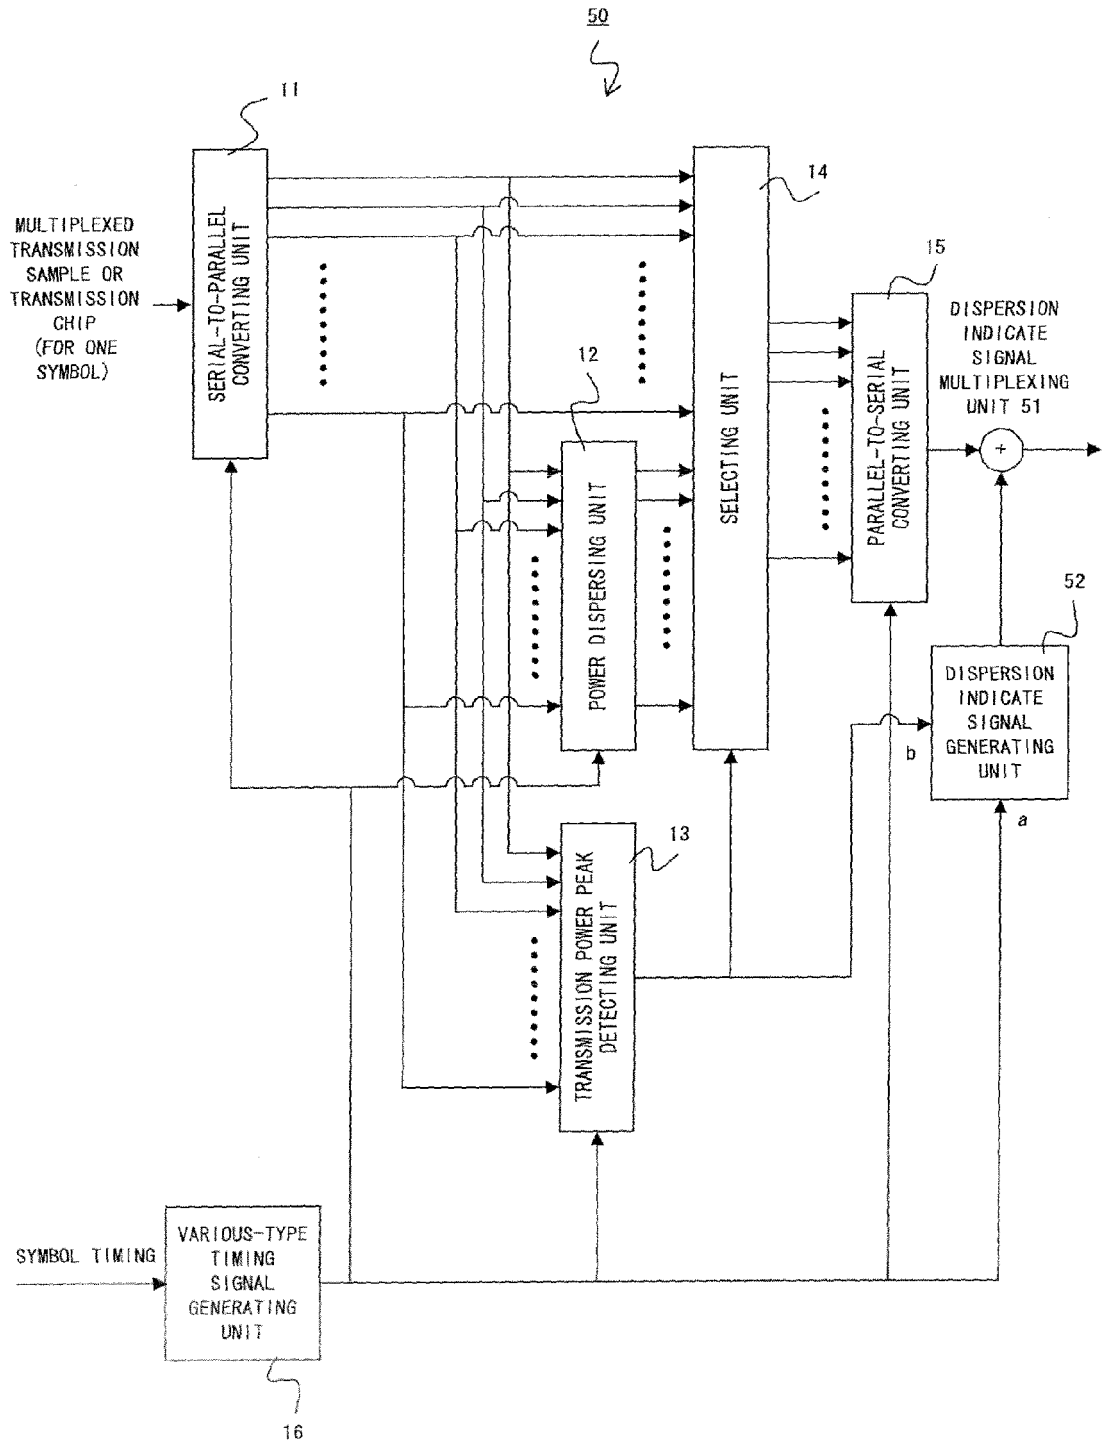 50
11
MULTIPLEXED
TRANSMISSION
SAMPLE OR
TRANSMISSION
CHIP
(FOR ONE
SYMBOL)
SERIAL-TO-PARALLEL
CONVERTING UNIT
12
POWER DISPERSING UNIT
14
SELECTING UNIT
15
PARALLEL-TO-SERIAL
CONVERTING UNIT
DISPERSION
INDICATE
SIGNAL
MULTIPLEXING
UNIT 51
+
52
DISPERSION
INDICATE
SIGNAL
GENERATING
UNIT
b
a
13
TRANSMISSION POWER PEAK
DETECTING UNIT
SYMBOL TIMING
VARIOUS-TYPE
TIMING
SIGNAL
GENERATING
UNIT
16